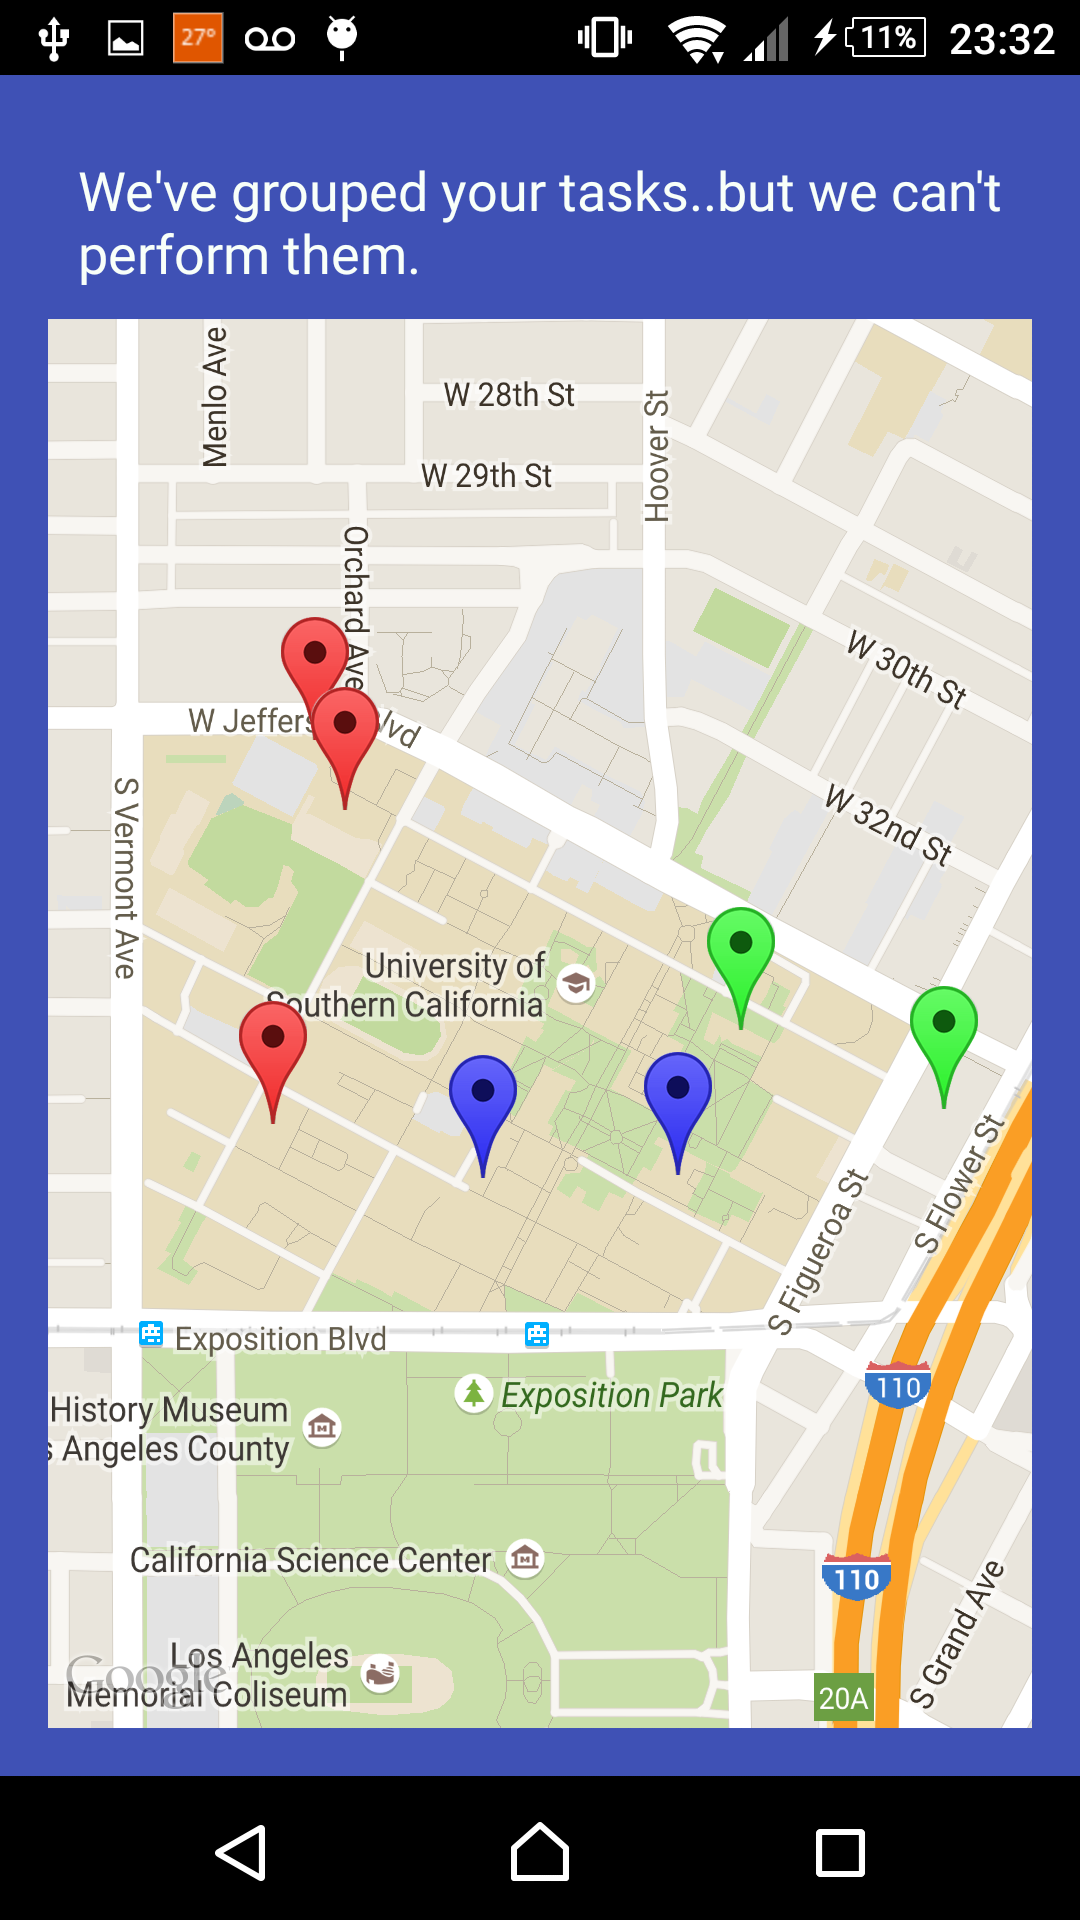 27°
11%
23:32
We've grouped your tasks..but we can't
perform them.
Menlo Ave
W 28th St
Hoover St
W 29th St
Orchard Ave
W 30th St
W Jeffers
lvd
S Vermont Ave
W 32nd St
University of
Southern California
S Flower St
S Figueroa St
Exposition Blvd
110
Exposition Park
History Museum
s Angeles County
California Science Center
110
S Grand Ave
Los Angeles
Memorial Coliseum
Google
20A